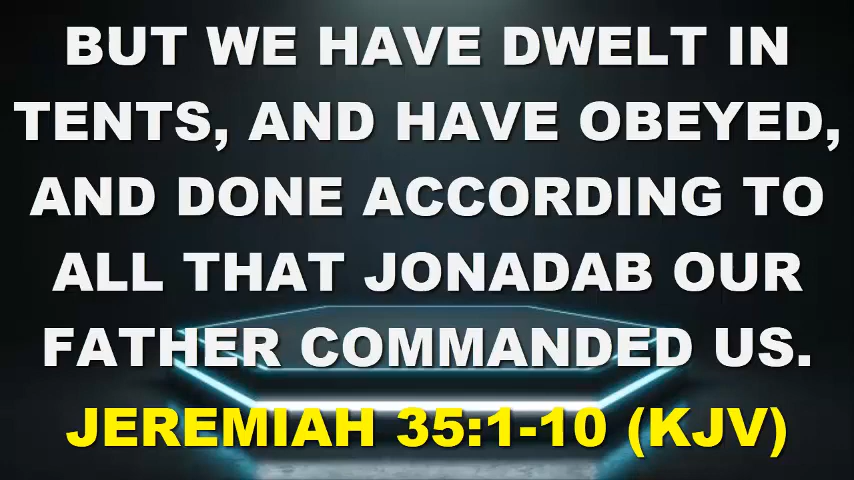 BUT WE HAVE DWELT IN
TENTS, AND HAVE OBEYED,
AND DONE ACCORDING TO
ALL THAT JONADAB OUR
FATHER COMMANDED US.
JEREMIAH 35:1-10 (KJV)